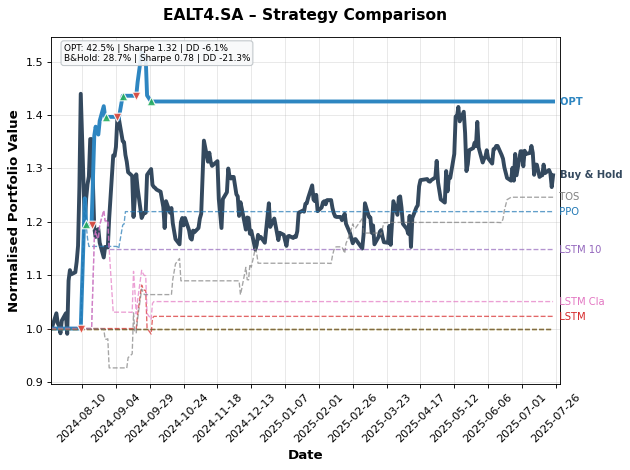 EALT4.SA – Strategy Comparison
OPT: 42.5% | Sharpe 1.32 | DD -6.1%
B&Hold: 28.7% | Sharpe 0.78 | DD -21.3%
Normalised Portfolio Value
1.5
1.4
1.3
1.2
1.1
1.0
0.9
OPT
Buy & Hold
TOS
PPO
LSTM 10
LSTM Cla
LSTM
2024-08-10
2024-09-04
2024-09-29
2024-10-24
2024-11-18
2024-12-13
2025-01-07
2025-02-01
2025-02-26
2025-03-23
2025-04-17
2025-05-12
2025-06-06
2025-07-01
2025-07-26
Date